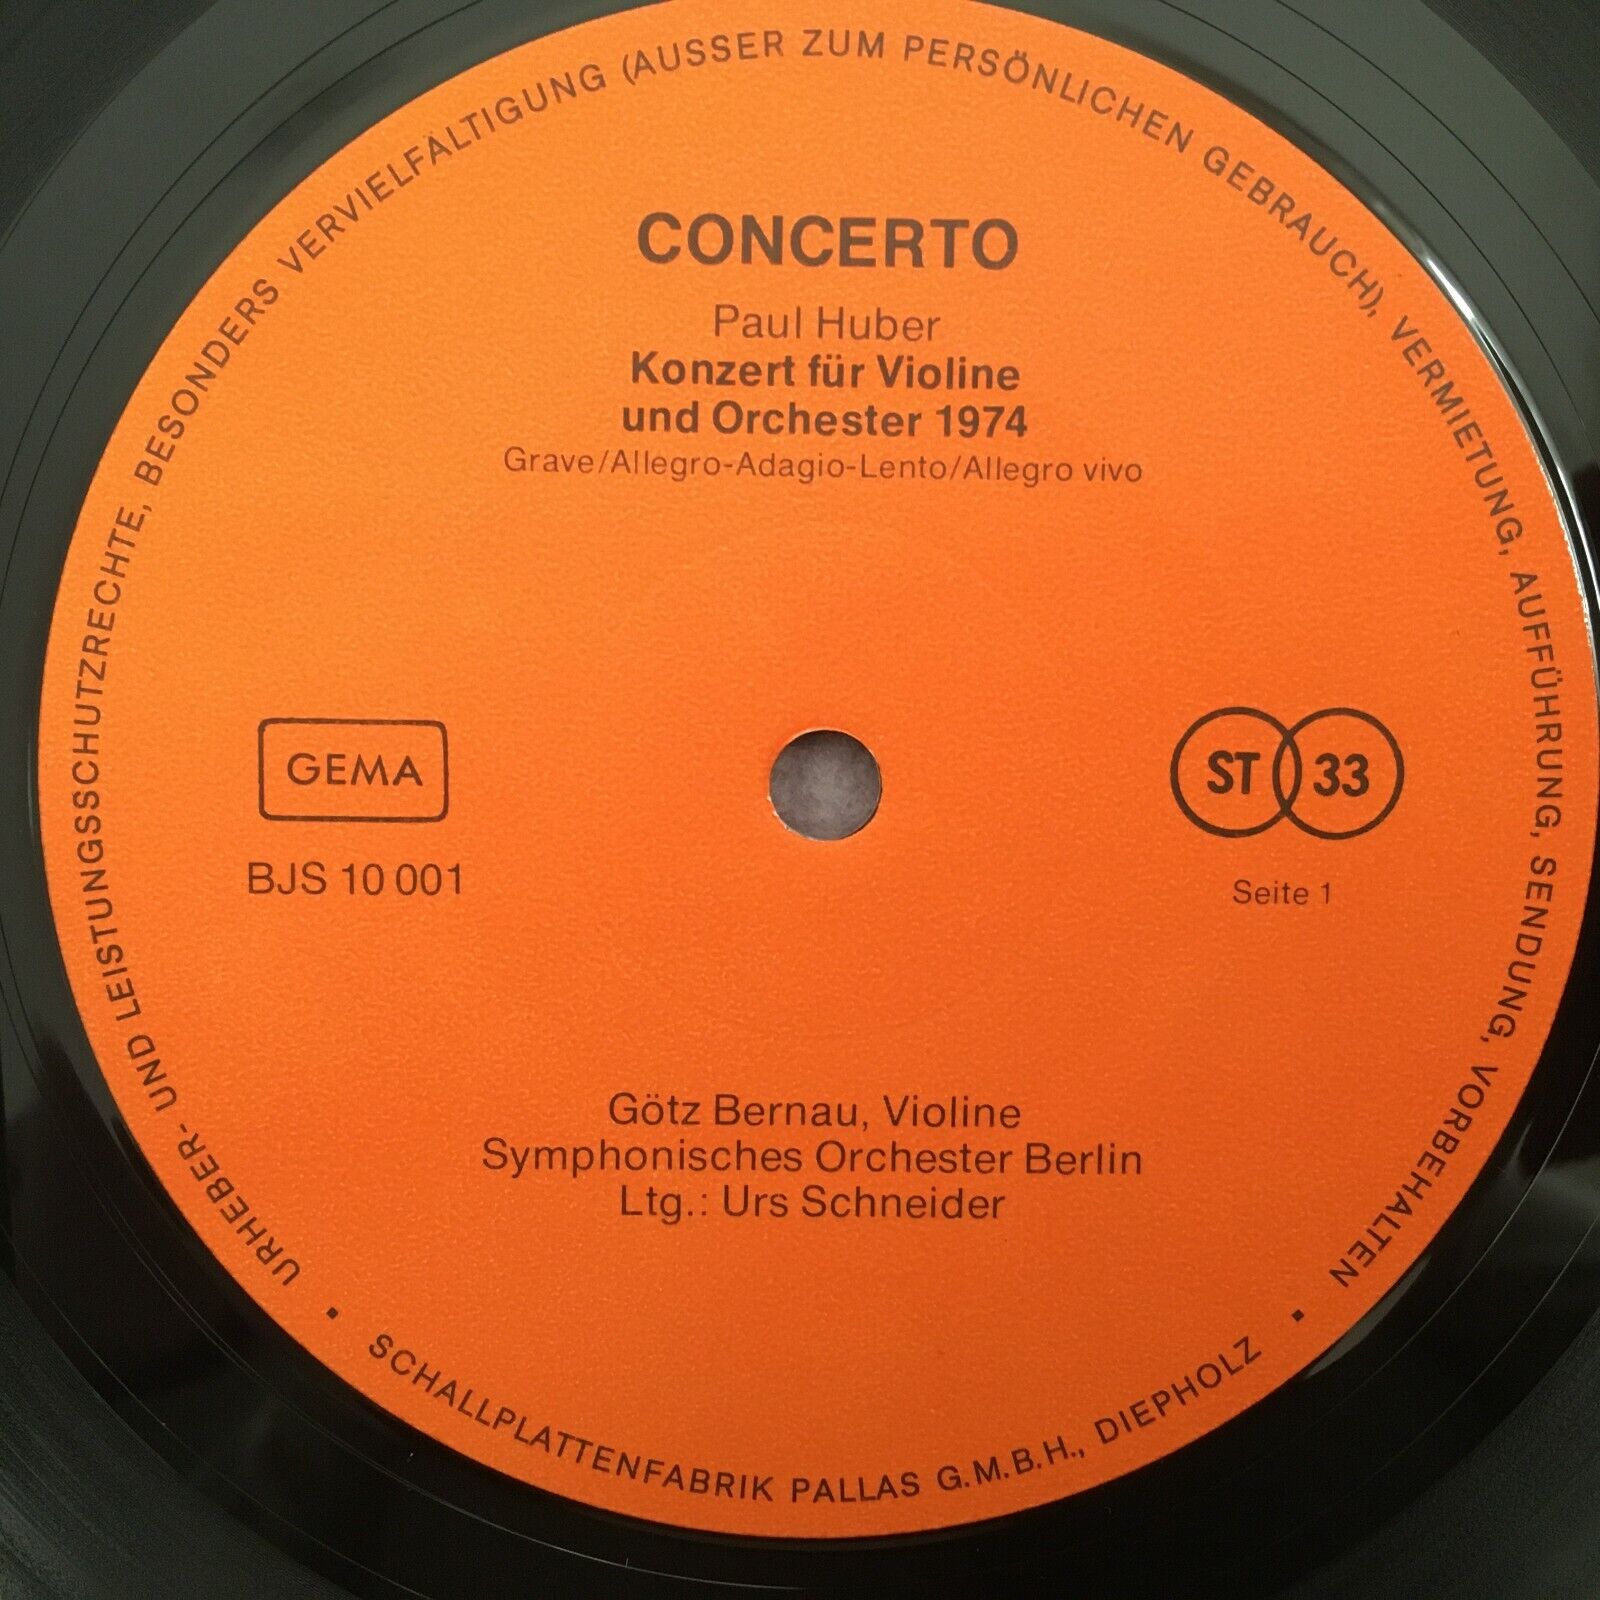 CONCERTO
Paul Huber
Konzert für Violine
und Orchester 1974
Grave/Allegro-Adagio-Lento/Allegro vivo
GEMA
BJS 10 001
ST 33
Seite 1
Götz Bernau, Violine
Symphonisches Orchester Berlin
Ltg.: Urs Schneider
URHEBER- UND LEISTUNGSSCHUTZRECHTE, BESONDERS VERVIELFÄLTIGUNG (AUSSER ZUM PERSÖNLICHEN GEBRAUCH), VERMIETUNG, AUFFÜHRUNG, SENDUNG, VORBEHALTEN
• SCHALLPLATTENFABRIK PALLAS G.M.B.H., DIEPHOLZ •